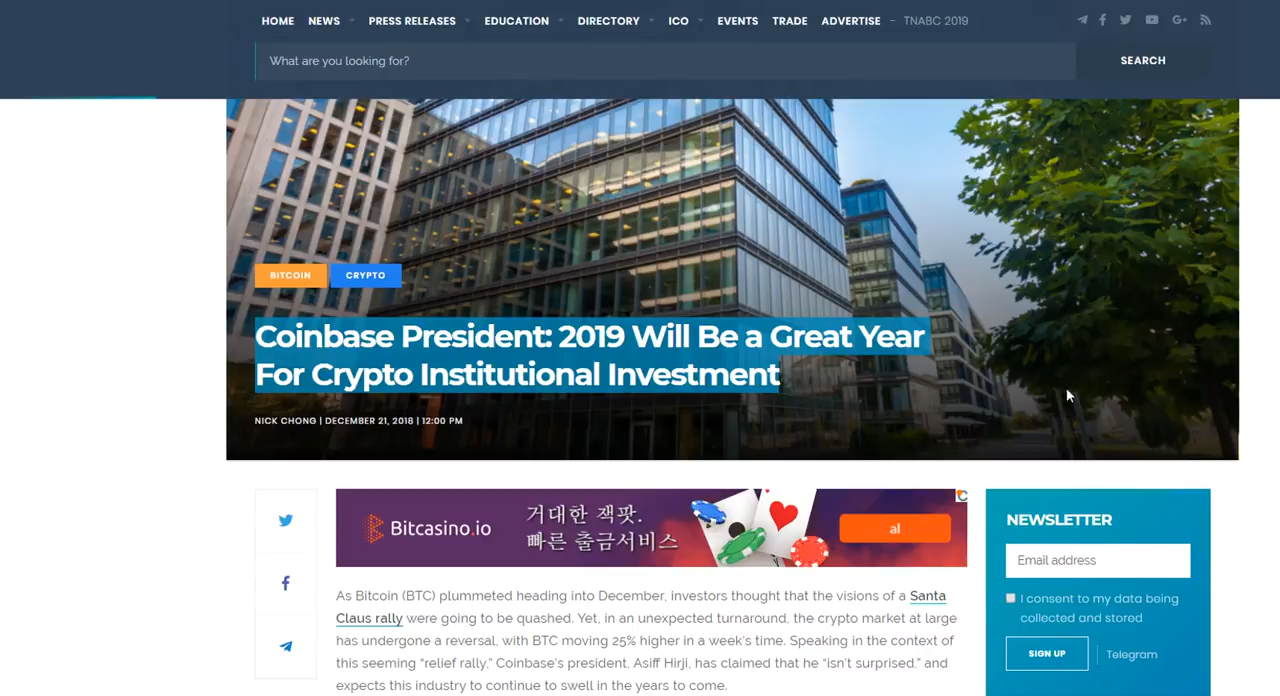 HOME NEWS PRESS RELEASES EDUCATION DIRECTORY ICO EVENTS TRADE ADVERTISE – TNABC 2019
What are you looking for? SEARCH
BITCOIN CRYPTO
Coinbase President: 2019 Will Be a Great Year
For Crypto Institutional Investment
NICK CHONG | DECEMBER 21, 2018 | 12:00 PM
Bitcasino.io
거대한 잭팟.
빠른 출금서비스
al
As Bitcoin (BTC) plummeted heading into December, investors thought that the visions of a Santa
Claus rally were going to be quashed. Yet, in an unexpected turnaround, the crypto market at large
has undergone a reversal, with BTC moving 25% higher in a week's time. Speaking in the context of
this seeming “relief rally,” Coinbase's president, Asiff Hirji, has claimed that he “isn't surprised,” and
expects this industry to continue to swell in the years to come.
NEWSLETTER
Email address
I consent to my data being
collected and stored
SIGN UP Telegram